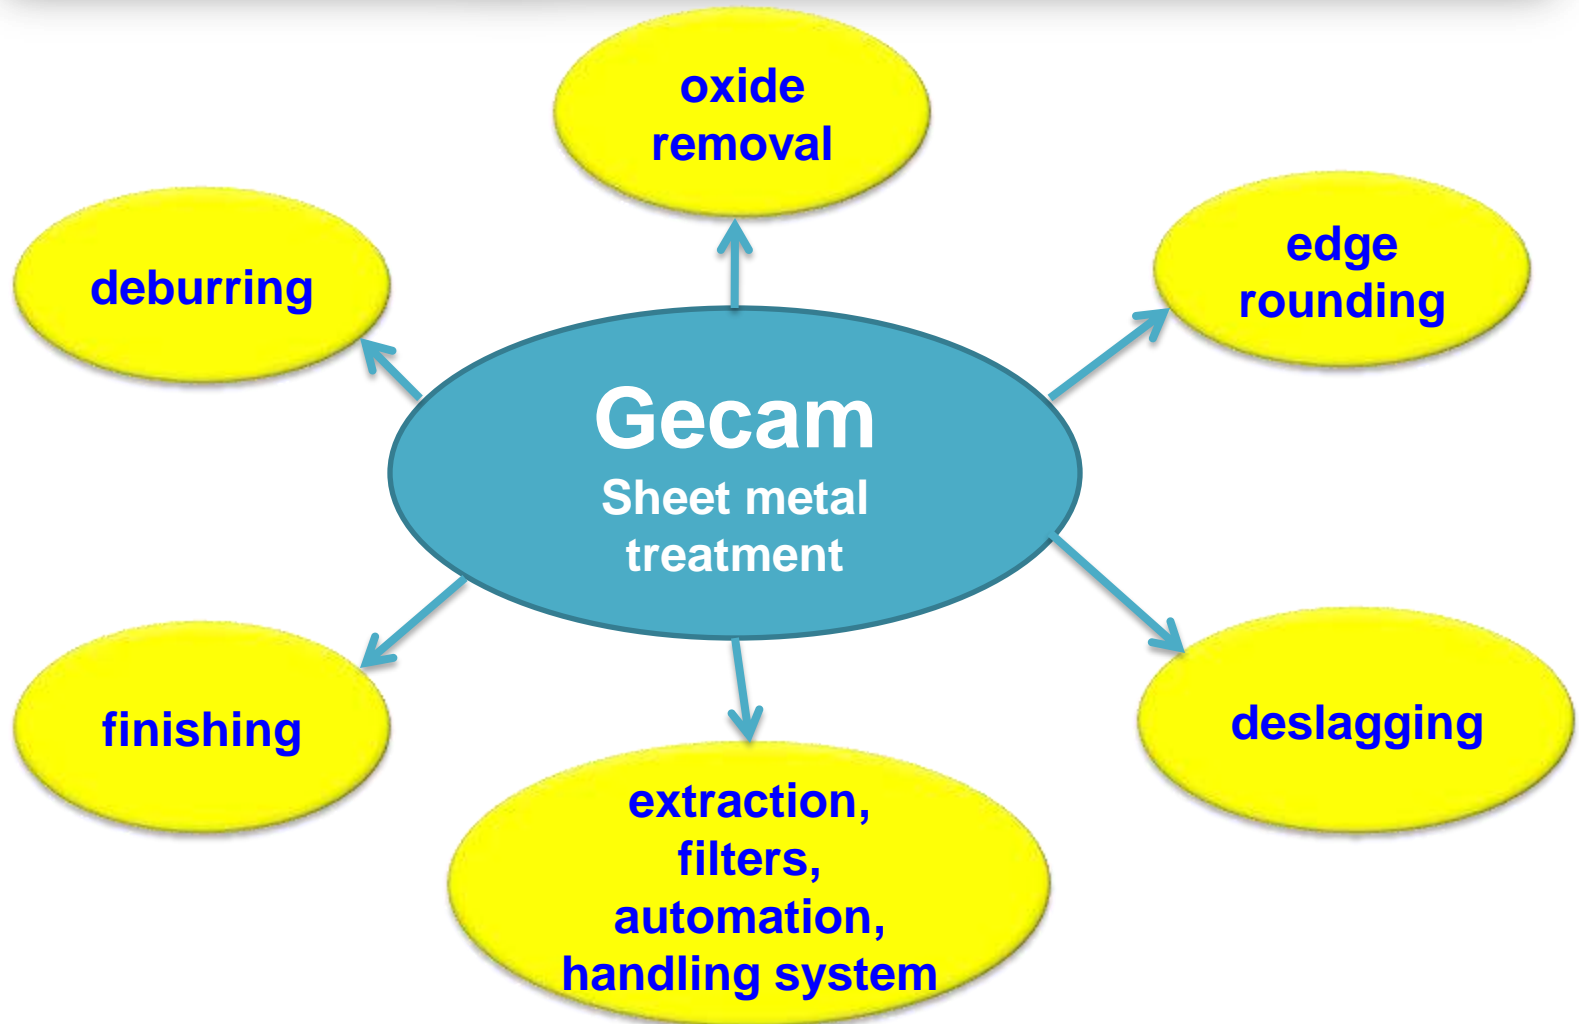 oxide
removal
deburring
edge
rounding
Gecam
Sheet metal
treatment
finishing
deslagging
extraction,
filters,
automation,
handling system